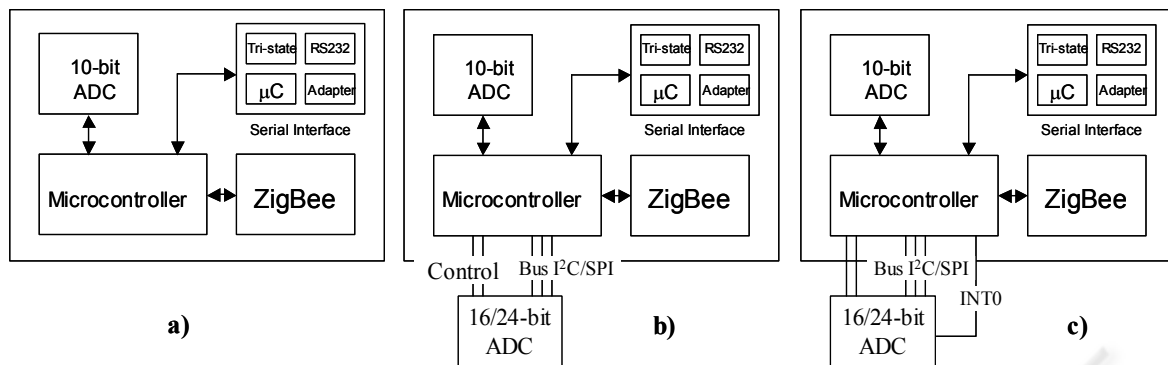 10-bit
ADC
Tri-state
RS232
μC
Adapter
Serial Interface
Microcontroller
ZigBee
a)
10-bit
ADC
Tri-state
RS232
μC
Adapter
Serial Interface
Microcontroller
ZigBee
Control
Bus I²C/SPI
16/24-bit
ADC
b)
10-bit
ADC
Tri-state
RS232
μC
Adapter
Serial Interface
Microcontroller
ZigBee
Bus I²C/SPI
INT0
16/24-bit
ADC
c)